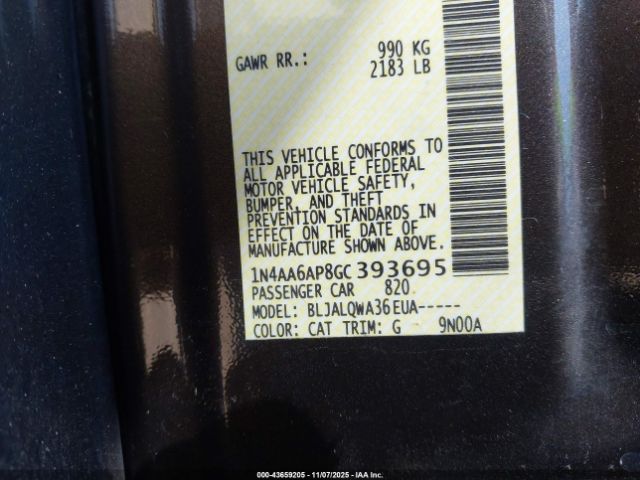 GAWR RR.: 990 KG
2183 LB
THIS VEHICLE CONFORMS TO
ALL APPLICABLE FEDERAL
MOTOR VEHICLE SAFETY,
BUMPER, AND THEFT
PREVENTION STANDARDS IN
EFFECT ON THE DATE OF
MANUFACTURE SHOWN ABOVE.
1N4AA6AP8GC393695
PASSENGER CAR 820
MODEL: BLJALQWA36EUA-----
COLOR: CAT TRIM: G 9N00A
000-43659205 - 11/07/2025 - IAA Inc.